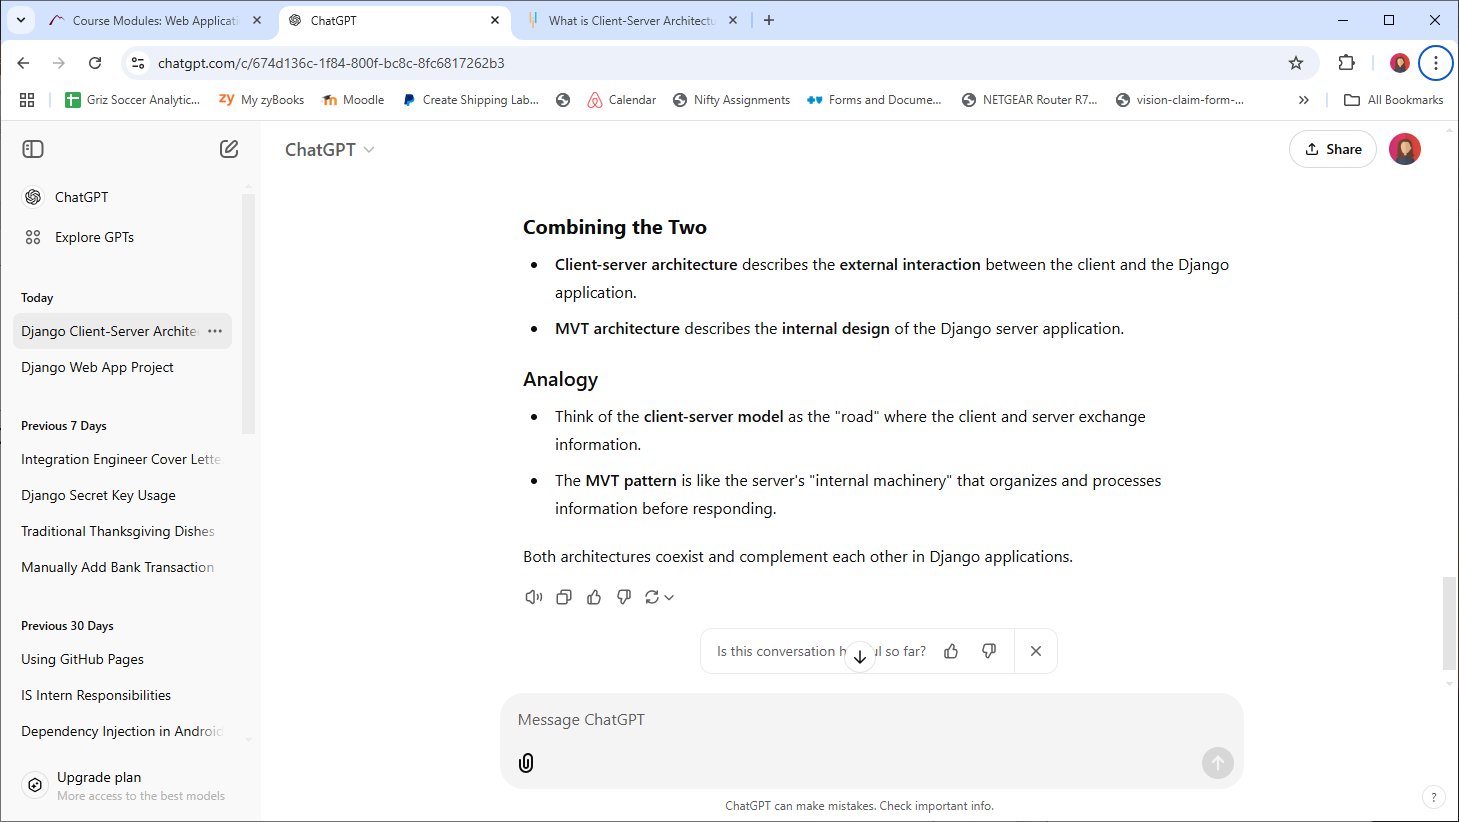 Course Modules: Web Applicati
ChatGPT
What is Client-Server Architectu
chatgpt.com/c/674d136c-1f84-800f-bc8c-8fc6817262b3
Griz Soccer Analytic...
zy My zyBooks
Moodle
Create Shipping Lab...
Calendar
Nifty Assignments
Forms and Docume...
NETGEAR Router R7...
vision-claim-form-...
All Bookmarks
ChatGPT
Share
ChatGPT
Explore GPTs
Today
Django Client-Server Archite
Django Web App Project
Previous 7 Days
Integration Engineer Cover Lette
Django Secret Key Usage
Traditional Thanksgiving Dishes
Manually Add Bank Transaction
Previous 30 Days
Using GitHub Pages
IS Intern Responsibilities
Dependency Injection in Android
Upgrade plan
More access to the best models
Combining the Two
Client-server architecture describes the external interaction between the client and the Django
application.
MVT architecture describes the internal design of the Django server application.
Analogy
Think of the client-server model as the "road" where the client and server exchange
information.
The MVT pattern is like the server's "internal machinery" that organizes and processes
information before responding.
Both architectures coexist and complement each other in Django applications.
Is this conversation h ul so far?
Message ChatGPT
ChatGPT can make mistakes. Check important info.
?